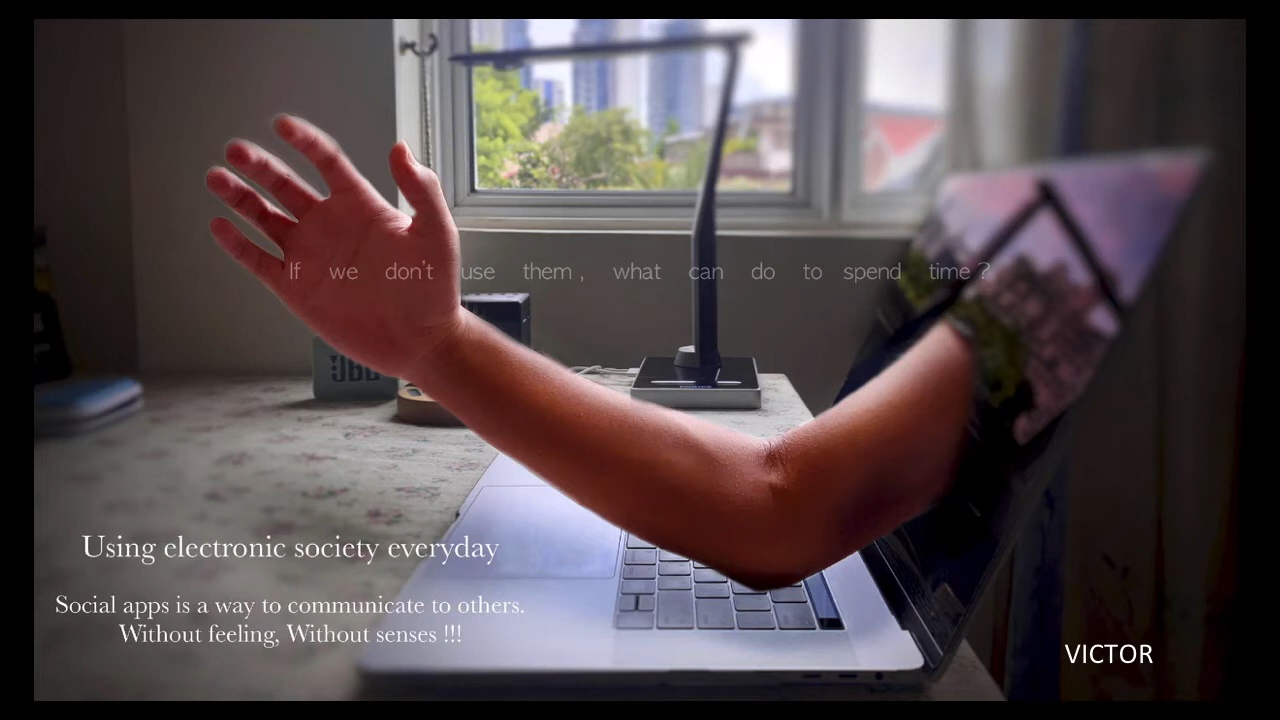 If we don't use them, what can do to spend time?
JBL
Using electronic society everyday
Social apps is a way to communicate to others.
Without feeling, Without senses !!!
VICTOR